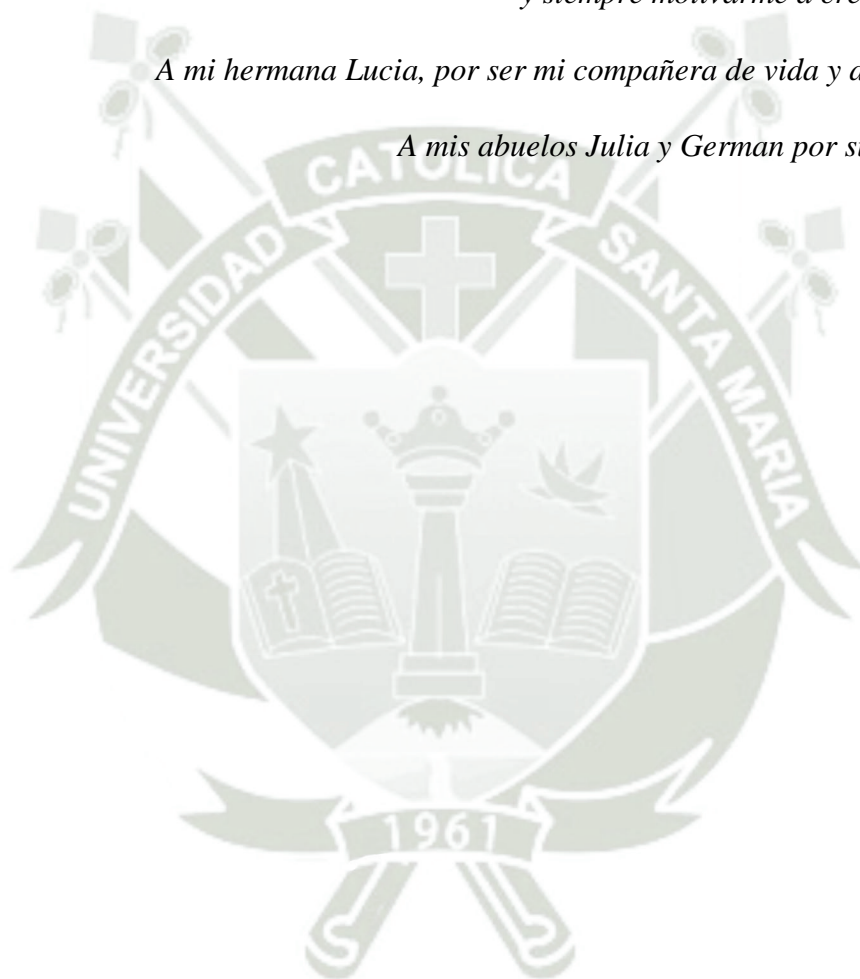 y siempre motivarme a
A mi hermana Lucia, por ser mi compañera de vida y
A mis abuelos Julia y German por
UNIVERSIDAD CATOLICA SANTA MARIA
1961